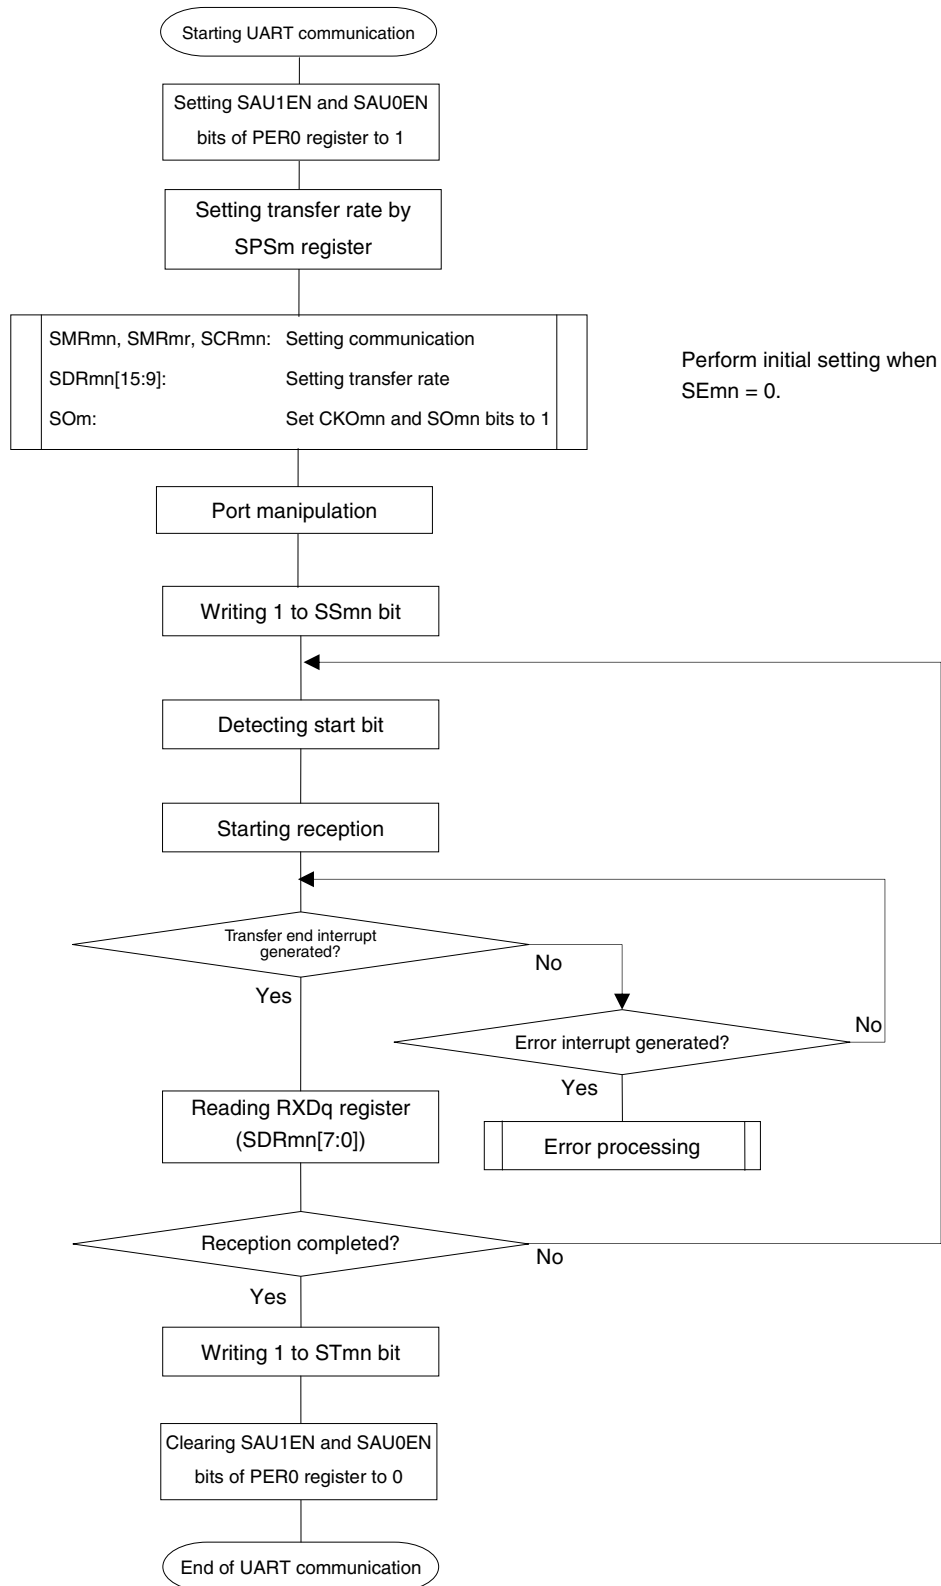 Starting UART communication
Setting SAU1EN and SAU0EN
bits of PER0 register to 1
Setting transfer rate by
SPSm register
SMRmn, SMRmr, SCRmn: Setting communication
SDRmn[15:9]: Setting transfer rate
SOm: Set CKOmn and SOmn bits to 1
Perform initial setting when
SEmn = 0.
Port manipulation
Writing 1 to SSmn bit
Detecting start bit
Starting reception
Transfer end interrupt
generated?
No
Yes
Error interrupt generated?
No
Yes
Error processing
Reading RXDq register
(SDRmn[7:0])
Reception completed?
No
Yes
Writing 1 to STmn bit
Clearing SAU1EN and SAU0EN
bits of PER0 register to 0
End of UART communication